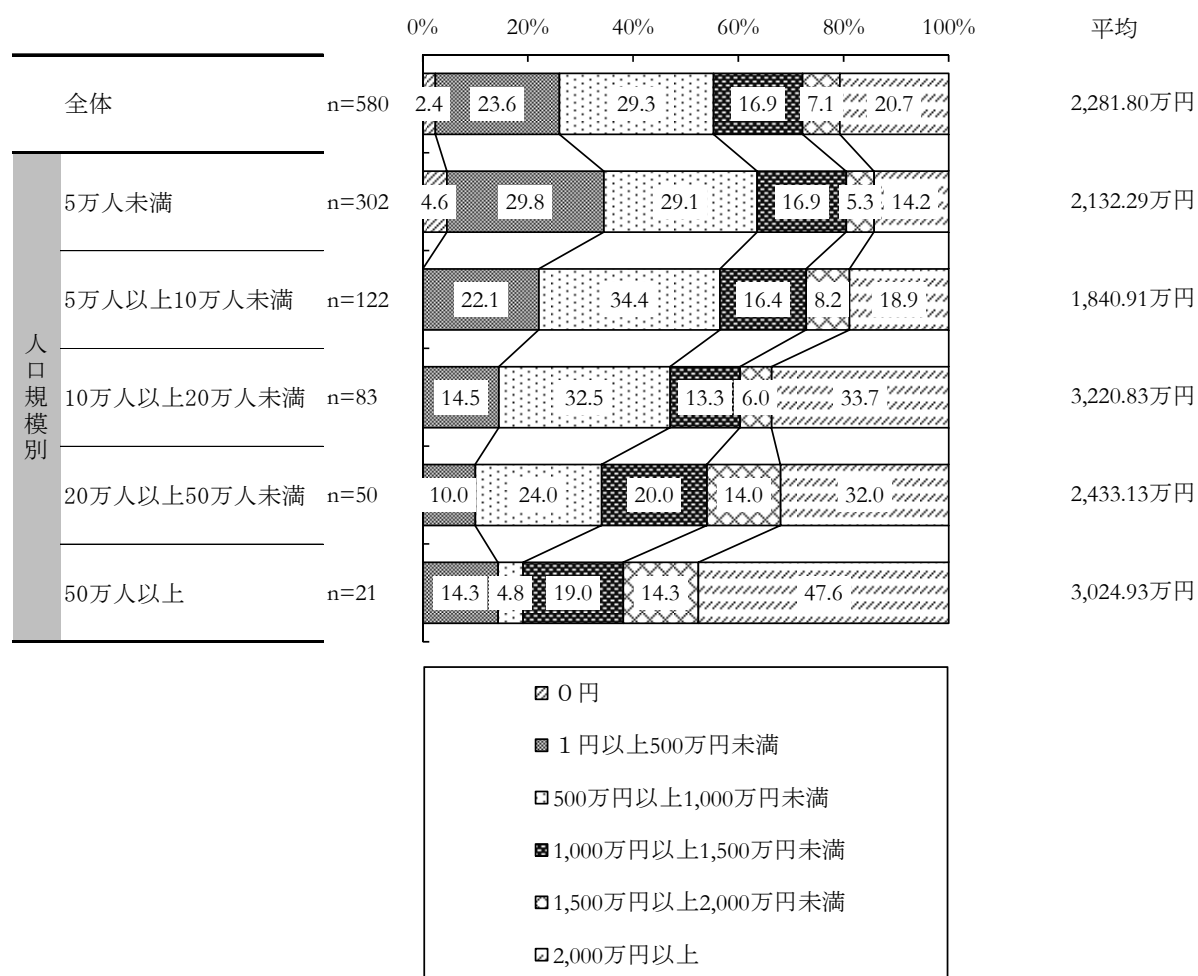 0% 20% 40% 60% 80% 100% 平均
全体 n=580 2.4 23.6 29.3 16.9 7.1 20.7 2,281.80万円
人口規模別
5万人未満 n=302 4.6 29.8 29.1 16.9 5.3 14.2 2,132.29万円
5万人以上10万人未満 n=122 22.1 34.4 16.4 8.2 18.9 1,840.91万円
10万人以上20万人未満 n=83 14.5 32.5 13.3 6.0 33.7 3,220.83万円
20万人以上50万人未満 n=50 10.0 24.0 20.0 14.0 32.0 2,433.13万円
50万人以上 n=21 14.3 4.8 19.0 14.3 47.6 3,024.93万円
０円
１円以上500万円未満
500万円以上1,000万円未満
1,000万円以上1,500万円未満
1,500万円以上2,000万円未満
2,000万円以上